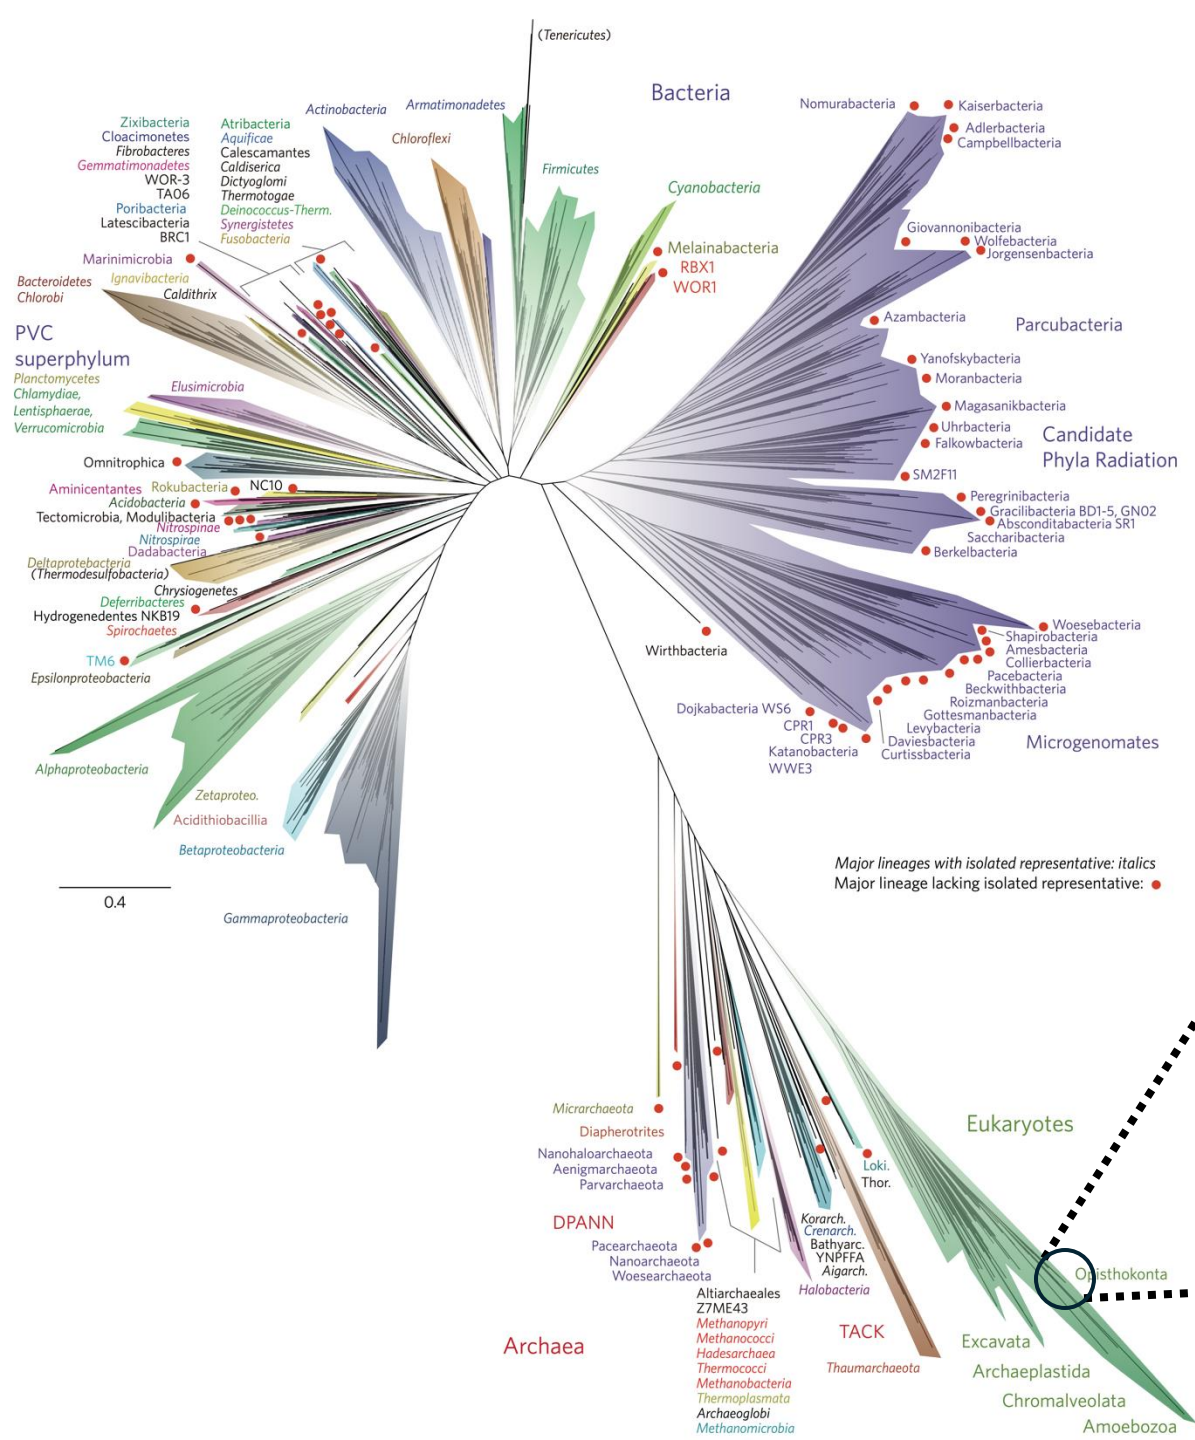 (Tenericutes)
Bacteria
Actinobacteria
Armatimonadetes
Chloroflexi
Firmicutes
Cyanobacteria
Melainabacteria
RBX1
WOR1
Zixibacteria
Cloacimonetes
Fibrobacteres
Gemmatimonadetes
WOR-3
TA06
Poribacteria
Latescibacteria
BRC1
Atribacteria
Aquificae
Calescamantes
Caldiserica
Dictyoglomi
Thermotogae
Deinococcus-Therm.
Synergistetes
Fusobacteria
Marinimicrobia
Bacteroidetes
Chlorobi
Ignavibacteria
Caldithrix
PVC
superphylum
Planctomycetes
Chlamydiae,
Lentisphaerae,
Verrucomicrobia
Elusimicrobia
Omnitrophica
Aminicentantes
Rokubacteria
NC10
Acidobacteria
Tectomicrobia, Modulibacteria
Nitrospinae
Nitrospirae
Dadabacteria
Deltaprotebacteria
(Thermodesulfobacteria)
Chrysiogenetes
Deferribacteres
Hydrogenedentes NKB19
Spirochaetes
TM6
Epsilonproteobacteria
Alphaproteobacteria
Zetaproteo.
Acidithiobacillia
Betaproteobacteria
Gammaproteobacteria
0.4
Nomurabacteria
Kaiserbacteria
Adlerbacteria
Campbellbacteria
Giovannonibacteria
Wolfebacteria
Jorgensenbacteria
Azambacteria
Parcubacteria
Yanofskybacteria
Moranbacteria
Magasanikbacteria
Uhrbacteria
Falkowbacteria
Candidate
Phyla Radiation
SM2F11
Peregrinibacteria
Gracilibacteria BD1-5, GN02
Absconditabacteria SR1
Saccharibacteria
Berkelbacteria
Woesebacteria
Shapirobacteria
Amesbacteria
Collierbacteria
Pacebacteria
Beckwithbacteria
Roizmanbacteria
Gottesmanbacteria
Levybacteria
Daviesbacteria
Curtissbacteria
Microgenomates
Wirthbacteria
Dojkabacteria WS6
CPR1
CPR3
Katanobacteria
WWE3
Major lineages with isolated representative: italics
Major lineage lacking isolated representative:
Micrarchaeota
Diapherotrites
Nanohaloarchaeota
Aenigmarchaeota
Parvarchaeota
DPANN
Pacearchaeota
Nanoarchaeota
Woesearchaeota
Archaea
Altiarchaeales
Z7ME43
Methanopyri
Methanococci
Hadesarchaea
Thermococci
Methanobacteria
Thermoplasmata
Archaeoglobi
Methanomicrobia
Halobacteria
Korarch.
Crenarch.
Bathyarc.
YNPFFA
Aigarch.
TACK
Thaumarchaeota
Loki.
Thor.
Eukaryotes
Opisthokonta
Excavata
Archaeplastida
Chromalveolata
Amoebozoa